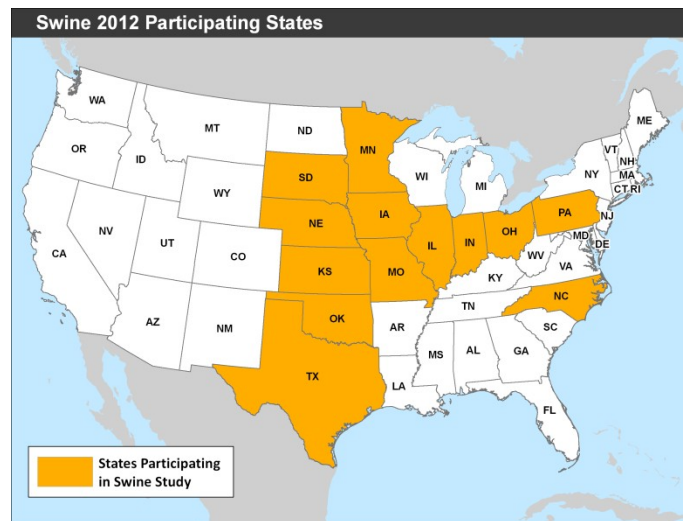 Swine 2012 Participating States
WA
MT
ND
MN
ME
OR
ID
SD
WI
MI
NY
VT
NH
MA
CT RI
WY
IA
PA
NJ
NE
NV
UT
CO
IL
IN
OH
MD
DE
WV
VA
CA
KS
MO
KY
NC
AZ
NM
OK
AR
TN
SC
TX
MS
AL
GA
LA
FL
States Participating
in Swine Study